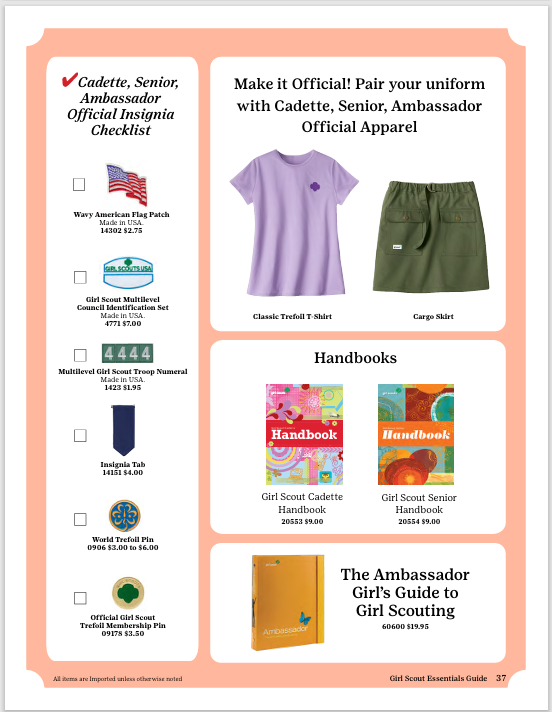 ✔Cadette, Senior,
Ambassador
Official Insignia
Checklist
Wavy American Flag Patch
Made in USA.
14302 $2.75
GIRL SCOUTS USA
Girl Scout Multilevel
Council Identification Set
Made in USA.
4771 $7.00
4444
Multilevel Girl Scout Troop Numeral
Made in USA.
1423 $1.95
Insignia Tab
14151 $4.00
World Trefoil Pin
0906 $3.00 to $6.00
Official Girl Scout
Trefoil Membership Pin
09178 $3.50
Make it Official! Pair your uniform
with Cadette, Senior, Ambassador
Official Apparel
Classic Trefoil T-Shirt
Cargo Skirt
Handbooks
Handbook
Handbook
Girl Scout Cadette
Handbook
20553 $9.00
Girl Scout Senior
Handbook
20554 $9.00
Ambassador
The Ambassador
Girl's Guide to
Girl Scouting
60600 $19.95
All items are Imported unless otherwise noted
Girl Scout Essentials Guide 37